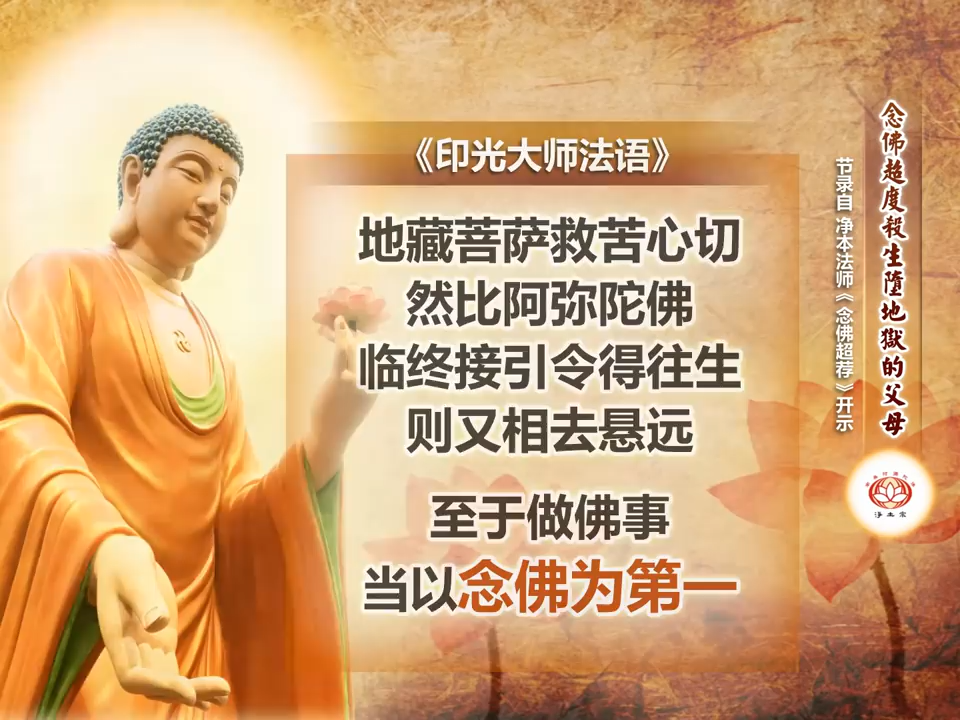 《印光大师法语》
地藏菩萨救苦心切
然比阿弥陀佛
临终接引令得往生
则又相去悬远
至于做佛事
当以念佛为第一
念佛超度殺生墮地獄的父母
节录自 净本法师《念佛超荐》开示
净土宗